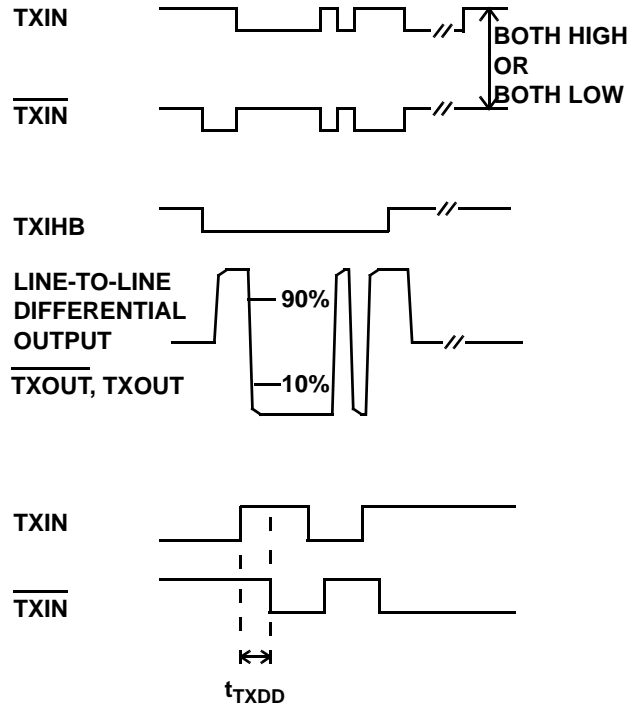 TXIN
BOTH HIGH
OR
BOTH LOW
TXIN
TXIHB
LINE-TO-LINE
DIFFERENTIAL
OUTPUT
90%
TXOUT, TXOUT
10%
TXIN
TXIN
tTXDD